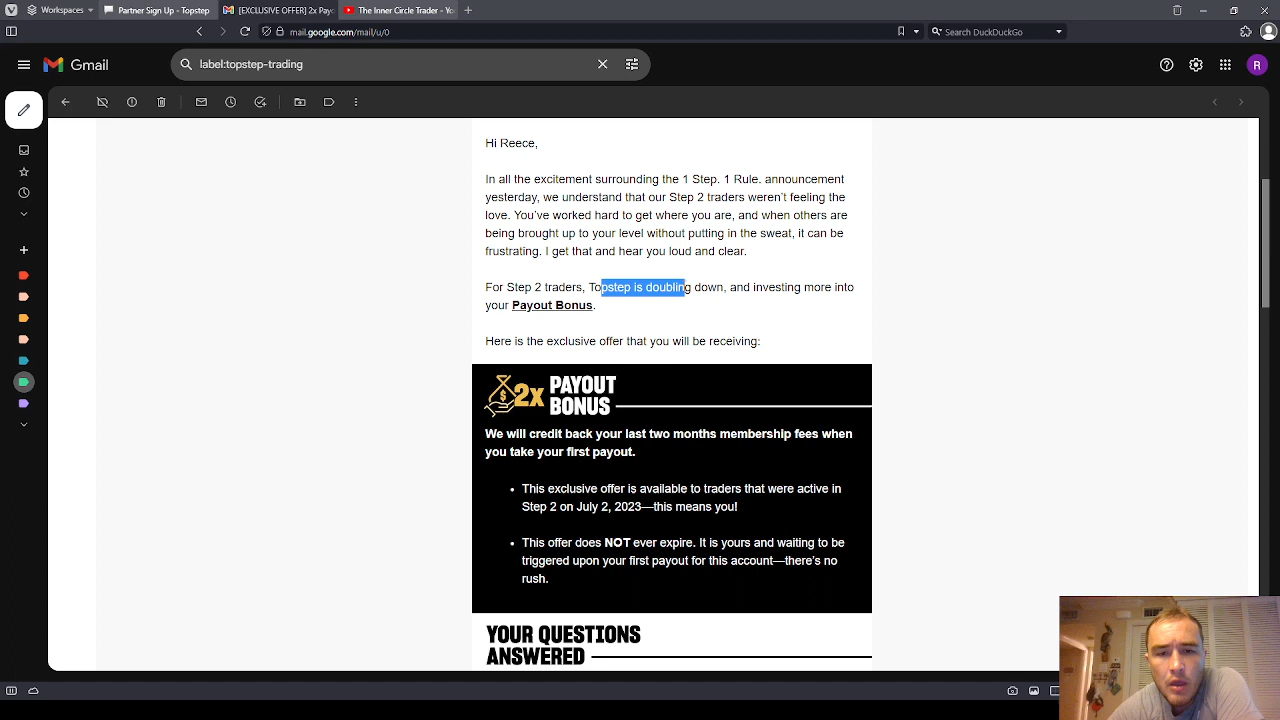 Workspaces
Partner Sign Up - Topstep
[EXCLUSIVE OFFER] 2x Payo
The Inner Circle Trader - Yo
mail.google.com/mail/u/0
Search DuckDuckGo
Gmail
label:topstep-trading
R
Hi Reece,
In all the excitement surrounding the 1 Step. 1 Rule. announcement
yesterday, we understand that our Step 2 traders weren't feeling the
love. You've worked hard to get where you are, and when others are
being brought up to your level without putting in the sweat, it can be
frustrating. I get that and hear you loud and clear.
For Step 2 traders, Topstep is doubling down, and investing more into
your Payout Bonus.
Here is the exclusive offer that you will be receiving:
2x PAYOUT
BONUS
We will credit back your last two months membership fees when
you take your first payout.
• This exclusive offer is available to traders that were active in
Step 2 on July 2, 2023—this means you!
• This offer does NOT ever expire. It is yours and waiting to be
triggered upon your first payout for this account—there's no
rush.
YOUR QUESTIONS
ANSWERED